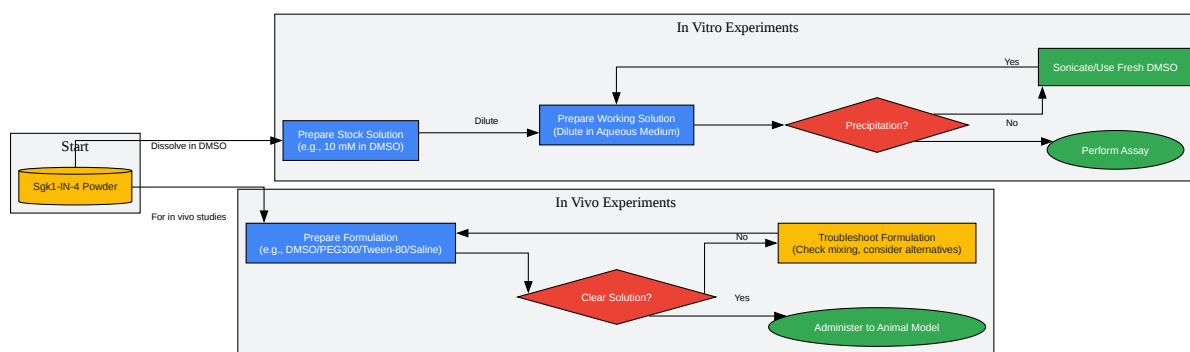 In Vitro Experiments
Yes
Sonicate/Use Fresh DMSO
Prepare Stock Solution
(e.g., 10 mM in DMSO)
Dilute
Prepare Working Solution
(Dilute in Aqueous Medium)
Precipitation?
No
Perform Assay
Start
Dissolve in DMSO
Sgk1-IN-4 Powder
For in vivo studies
In Vivo Experiments
Prepare Formulation
(e.g., DMSO/PEG300/Tween-80/Saline)
No
Troubleshoot Formulation
(Check mixing, consider alternatives)
Clear Solution?
Yes
Administer to Animal Model